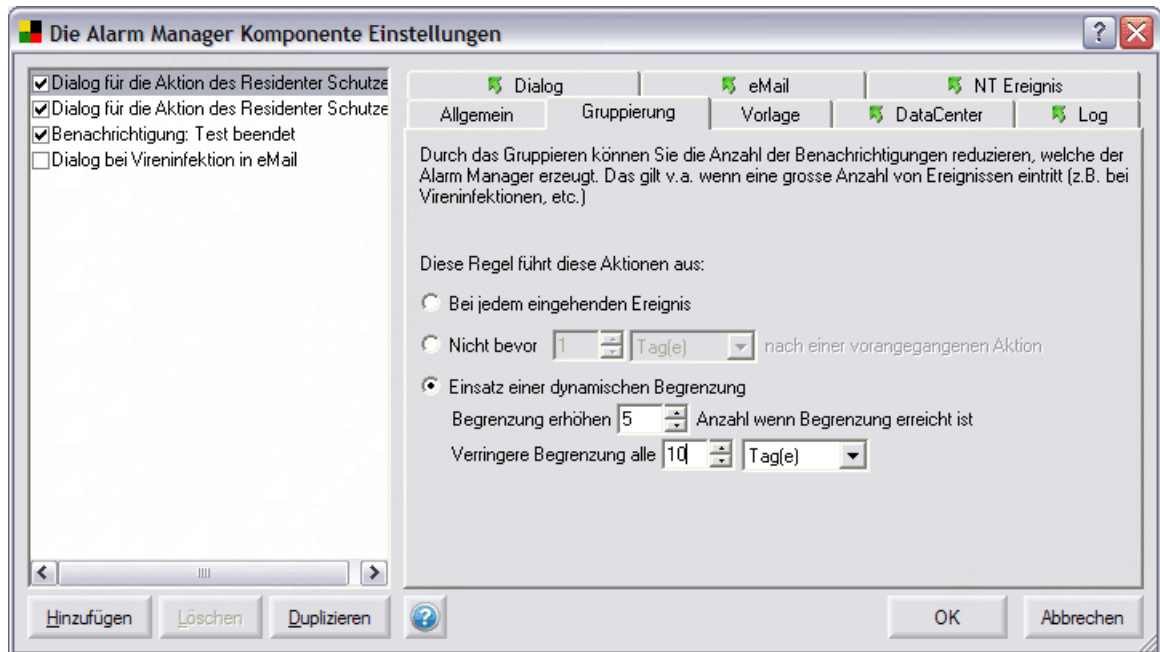 Die Alarm Manager Komponente Einstellungen
Dialog für die Aktion des Residenter Schutze
Dialog für die Aktion des Residenter Schutze
Benachrichtigung: Test beendet
Dialog bei Vireninfektion in eMail
Dialog
eMail
NT Ereignis
Allgemein
Gruppierung
Vorlage
DataCenter
Log
Durch das Gruppieren können Sie die Anzahl der Benachrichtigungen reduzieren, welche der
Alarm Manager erzeugt. Das gilt v.a. wenn eine grosse Anzahl von Ereignissen eintritt (z.B. bei
Vireninfektionen, etc.)
Diese Regel führt diese Aktionen aus:
Bei jedem eingehenden Ereignis
Nicht bevor 1 Tag(e) nach einer vorangegangenen Aktion
Einsatz einer dynamischen Begrenzung
Begrenzung erhöhen 5 Anzahl wenn Begrenzung erreicht ist
Verringere Begrenzung alle 10 Tag(e)
Hinzufügen
Löschen
Duplizieren
OK
Abbrechen